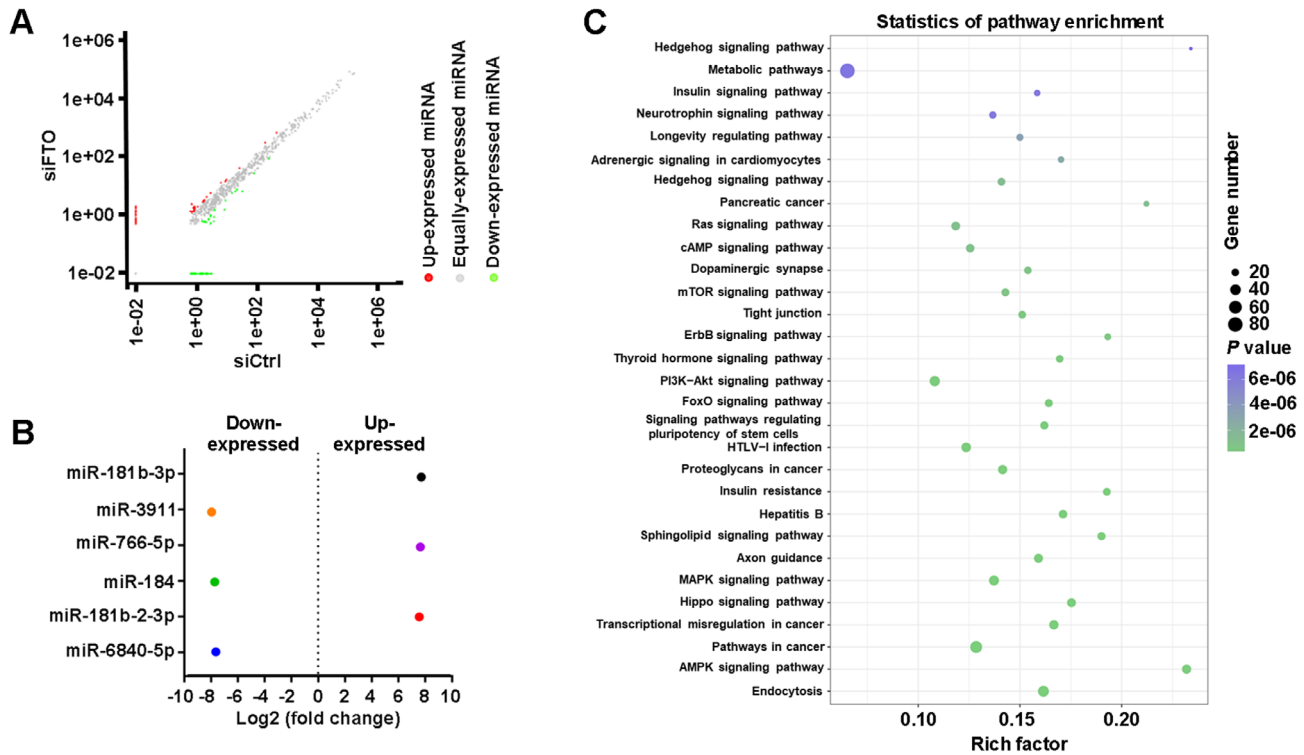 A
1e+06
1e+04
1e+02
1e+00
1e-02
siFTO
1e-02
1e+00
1e+02
1e+04
1e+06
siCtrl
Up-expressed miRNA
Equally-expressed miRNA
Down-expressed miRNA
B
Down-
expressed
Up-
expressed
miR-181b-3p
miR-3911
miR-766-5p
miR-184
miR-181b-2-3p
miR-6840-5p
-10 -8 -6 -4 -2 0 2 4 6 8 10
Log2 (fold change)
C
Statistics of pathway enrichment
Hedgehog signaling pathway
Metabolic pathways
Insulin signaling pathway
Neurotrophin signaling pathway
Longevity regulating pathway
Adrenergic signaling in cardiomyocytes
Hedgehog signaling pathway
Pancreatic cancer
Ras signaling pathway
cAMP signaling pathway
Dopaminergic synapse
mTOR signaling pathway
Tight junction
ErbB signaling pathway
Thyroid hormone signaling pathway
PI3K−Akt signaling pathway
FoxO signaling pathway
Signaling pathways regulating
pluripotency of stem cells
HTLV−I infection
Proteoglycans in cancer
Insulin resistance
Hepatitis B
Sphingolipid signaling pathway
Axon guidance
MAPK signaling pathway
Hippo signaling pathway
Transcriptional misregulation in cancer
Pathways in cancer
AMPK signaling pathway
Endocytosis
0.10 0.15 0.20
Rich factor
Gene number
20
40
60
80
P value
6e-06
4e-06
2e-06